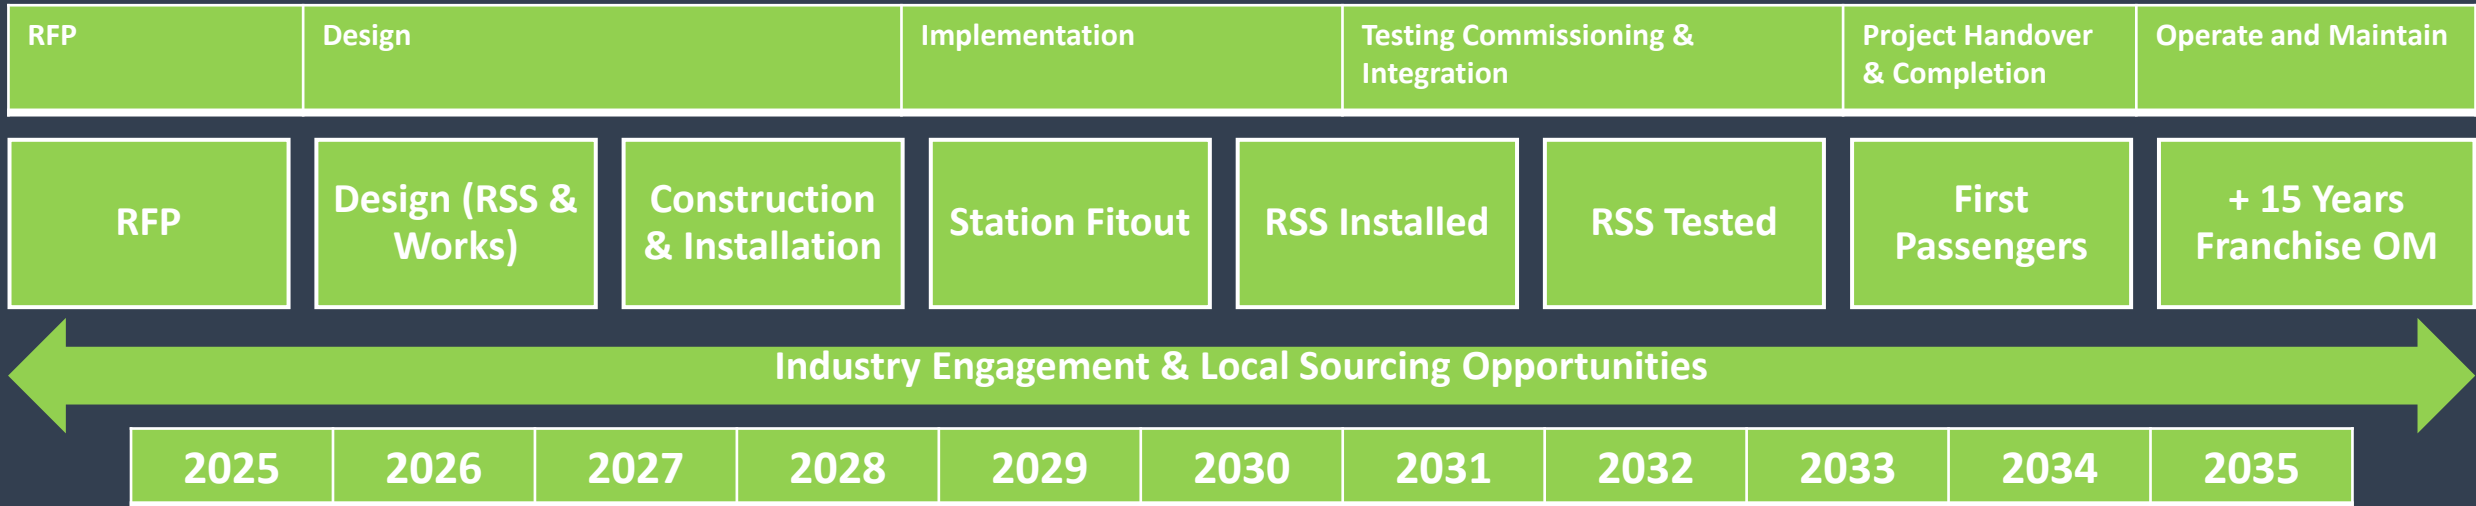 RFP
Design
Implementation
Testing Commissioning &
Integration
Project Handover
& Completion
Operate and Maintain
RFP
Design (RSS &
Works)
Construction
& Installation
Station Fitout
RSS Installed
RSS Tested
First
Passengers
+ 15 Years
Franchise OM
Industry Engagement & Local Sourcing Opportunities
2025
2026
2027
2028
2029
2030
2031
2032
2033
2034
2035